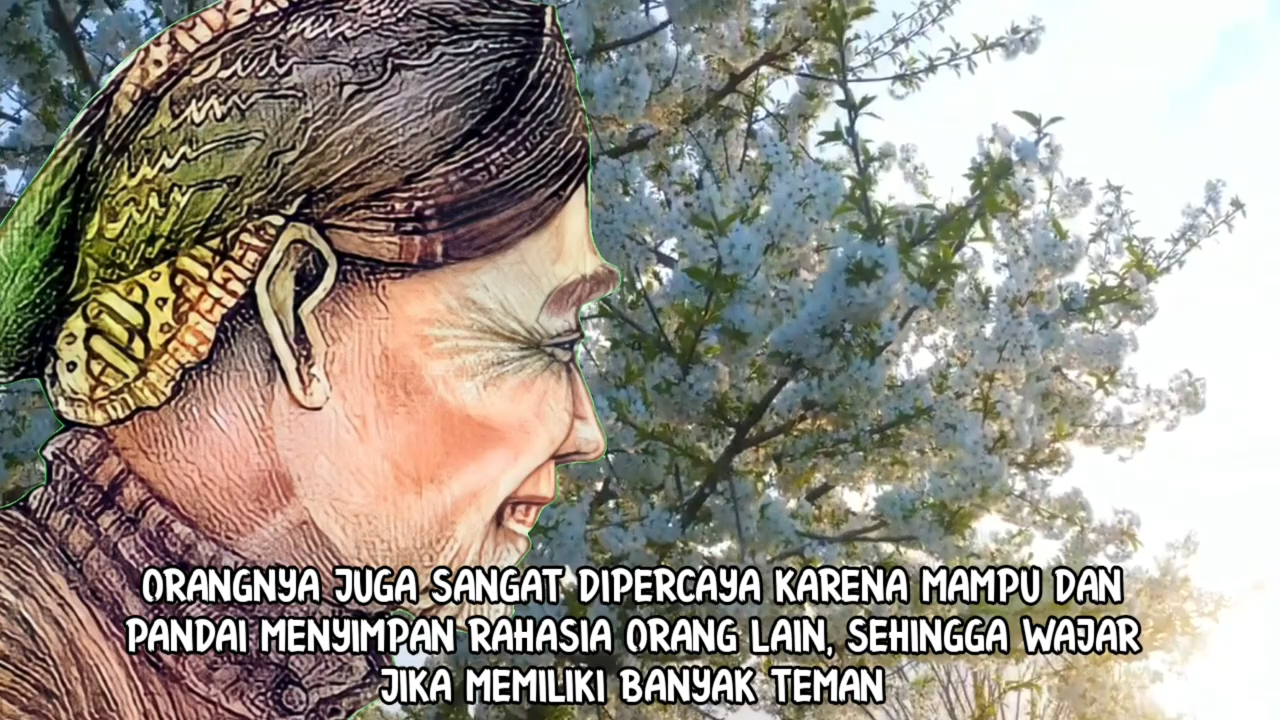 ORANGNYA JUGA SANGAT DIPERCAYA KARENA MAMPU DAN
PANDAI MENYIMPAN RAHASIA ORANG LAIN, SEHINGGA WAJAR
JIKA MEMILIKI BANYAK TEMAN